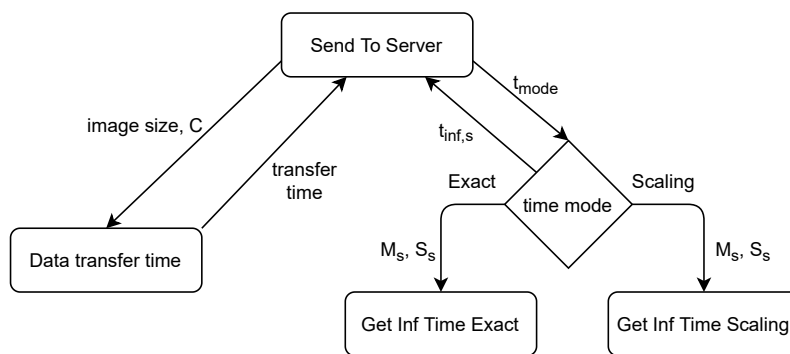 Send To Server
t_mode
image size, C
t_inf,s
transfer
time
Exact
Scaling
time mode
Data transfer time
M_s, S_s
M_s, S_s
Get Inf Time Exact
Get Inf Time Scaling